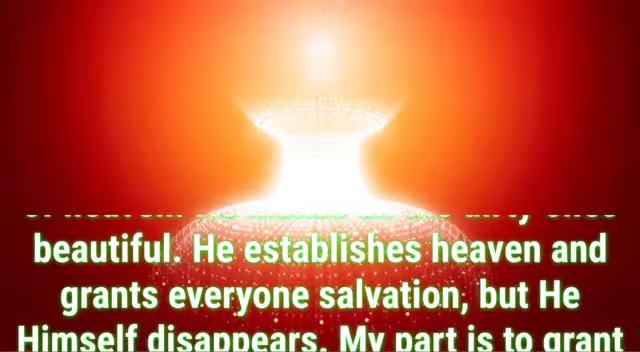 beautiful. He establishes heaven and
grants everyone salvation, but He
Himself disappears. My part is to grant